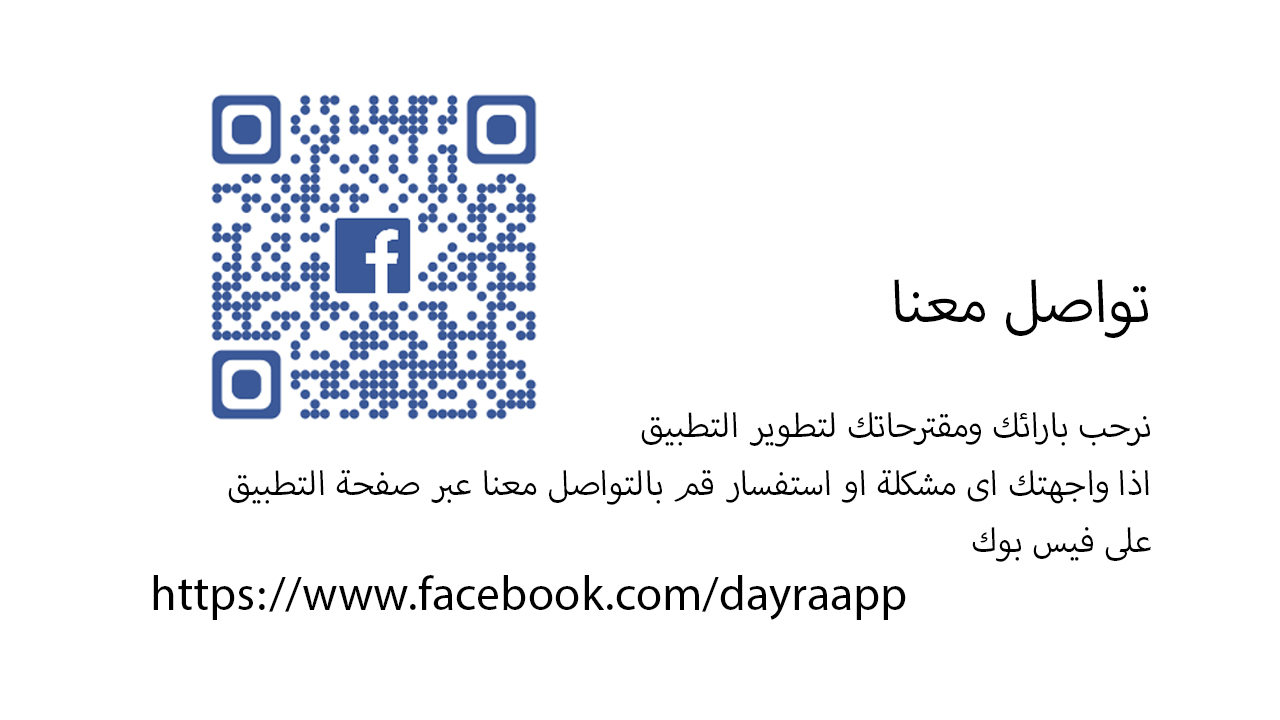 تواصل معنا
نرحب بارائك ومقترحاتك لتطوير التطبيق
اذا واجهتك اى مشكلة او استفسار قم بالتواصل معنا عبر صفحة التطبيق
على فيس بوك
https://www.facebook.com/dayraapp